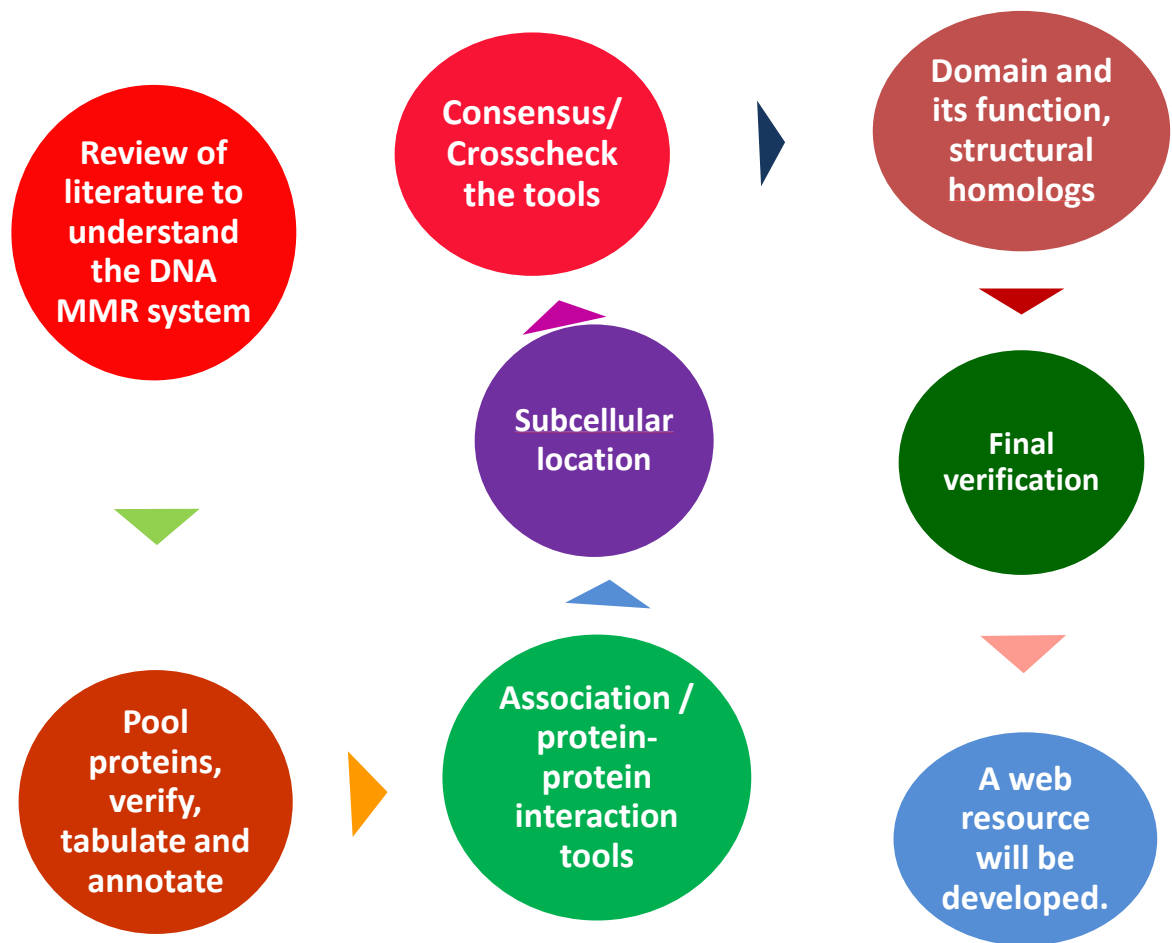 Review of
literature to
understand
the DNA
MMR system
Pool
proteins,
verify,
tabulate and
annotate
Association /
protein-
protein
interaction
tools
Subcellular
location
Consensus/
Crosscheck
the tools
Domain and
its function,
structural
homologs
Final
verification
A web
resource
will be
developed.